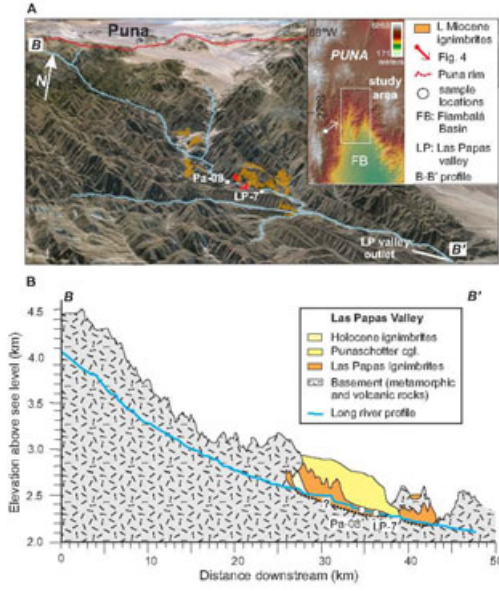 A
Puna
B
N
Pa-08
LP-7
LP valley
outlet
B'
68°W
PUNA
study
area
FB
meters
L Miocene
ignimbrites
Fig. 4
Puna rim
sample
locations
FB: Fiambalá
Basin
LP: Las Papas
valley
B-B' profile
B
B
B'
Elevation above see level (km)
4.5
4.0
3.5
3.0
2.5
2.0
Las Papas Valley
Holocene ignimbrites
Punaschotter cgl.
Las Papas Ignimbrites
Basement (metamorphic
and volcanic rocks)
Long river profile
Pa-08
LP-7
0
10
20
30
40
50
Distance downstream (km)